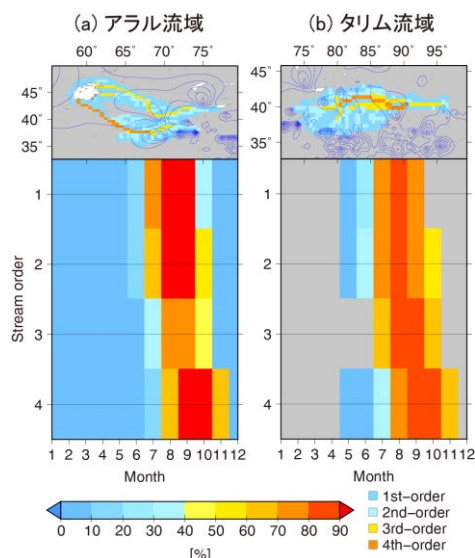 (a) アラル流域
(b) タリム流域
60° 65° 70° 75°
75° 80° 85° 90° 95°
45°
40°
35°
45°
40°
35°
Stream order
1
2
3
4
1
2
3
4
1 2 3 4 5 6 7 8 9 10 11 12
Month
1 2 3 4 5 6 7 8 9 10 11 12
Month
0 10 20 30 40 50 60 70 80 90
[%]
1st-order
2nd-order
3rd-order
4th-order